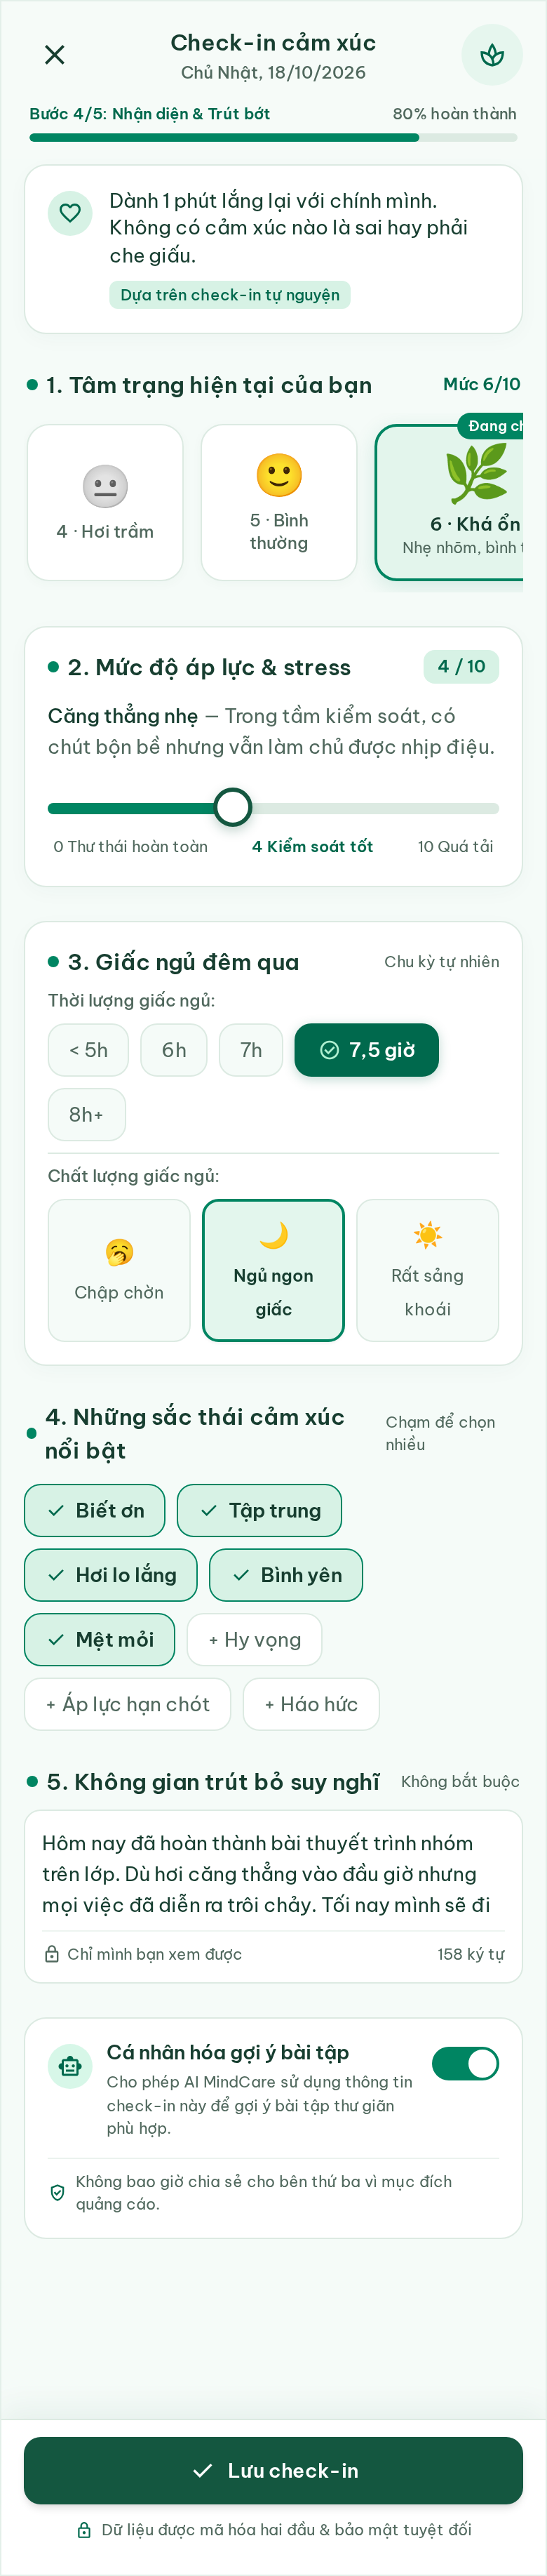 Check-in cảm xúc
Chủ Nhật, 18/10/2026
Bước 4/5: Nhận diện & Trút bớt
80% hoàn thành
Dành 1 phút lắng lại với chính mình.
Không có cảm xúc nào là sai hay phải
che giấu.
Dựa trên check-in tự nguyện
1. Tâm trạng hiện tại của bạn
Mức 6/10
Đang ch
4 · Hơi trầm
5 · Bình
thường
6 · Khá ổn
Nhẹ nhõm, bình t
2. Mức độ áp lực & stress
4 / 10
Căng thẳng nhẹ — Trong tầm kiểm soát, có
chút bộn bề nhưng vẫn làm chủ được nhịp điệu.
0 Thư thái hoàn toàn
4 Kiểm soát tốt
10 Quá tải
3. Giấc ngủ đêm qua
Chu kỳ tự nhiên
Thời lượng giấc ngủ:
< 5h
6h
7h
7,5 giờ
8h+
Chất lượng giấc ngủ:
Chập chờn
Ngủ ngon
giấc
Rất sảng
khoái
4. Những sắc thái cảm xúc
nổi bật
Chạm để chọn
nhiều
Biết ơn
Tập trung
Hơi lo lắng
Bình yên
Mệt mỏi
+ Hy vọng
+ Áp lực hạn chót
+ Háo hức
5. Không gian trút bỏ suy nghĩ
Không bắt buộc
Hôm nay đã hoàn thành bài thuyết trình nhóm
trên lớp. Dù hơi căng thẳng vào đầu giờ nhưng
mọi việc đã diễn ra trôi chảy. Tối nay mình sẽ đi
Chỉ mình bạn xem được
158 ký tự
Cá nhân hóa gợi ý bài tập
Cho phép AI MindCare sử dụng thông tin
check-in này để gợi ý bài tập thư giãn
phù hợp.
Không bao giờ chia sẻ cho bên thứ ba vì mục đích
quảng cáo.
Lưu check-in
Dữ liệu được mã hóa hai đầu & bảo mật tuyệt đối